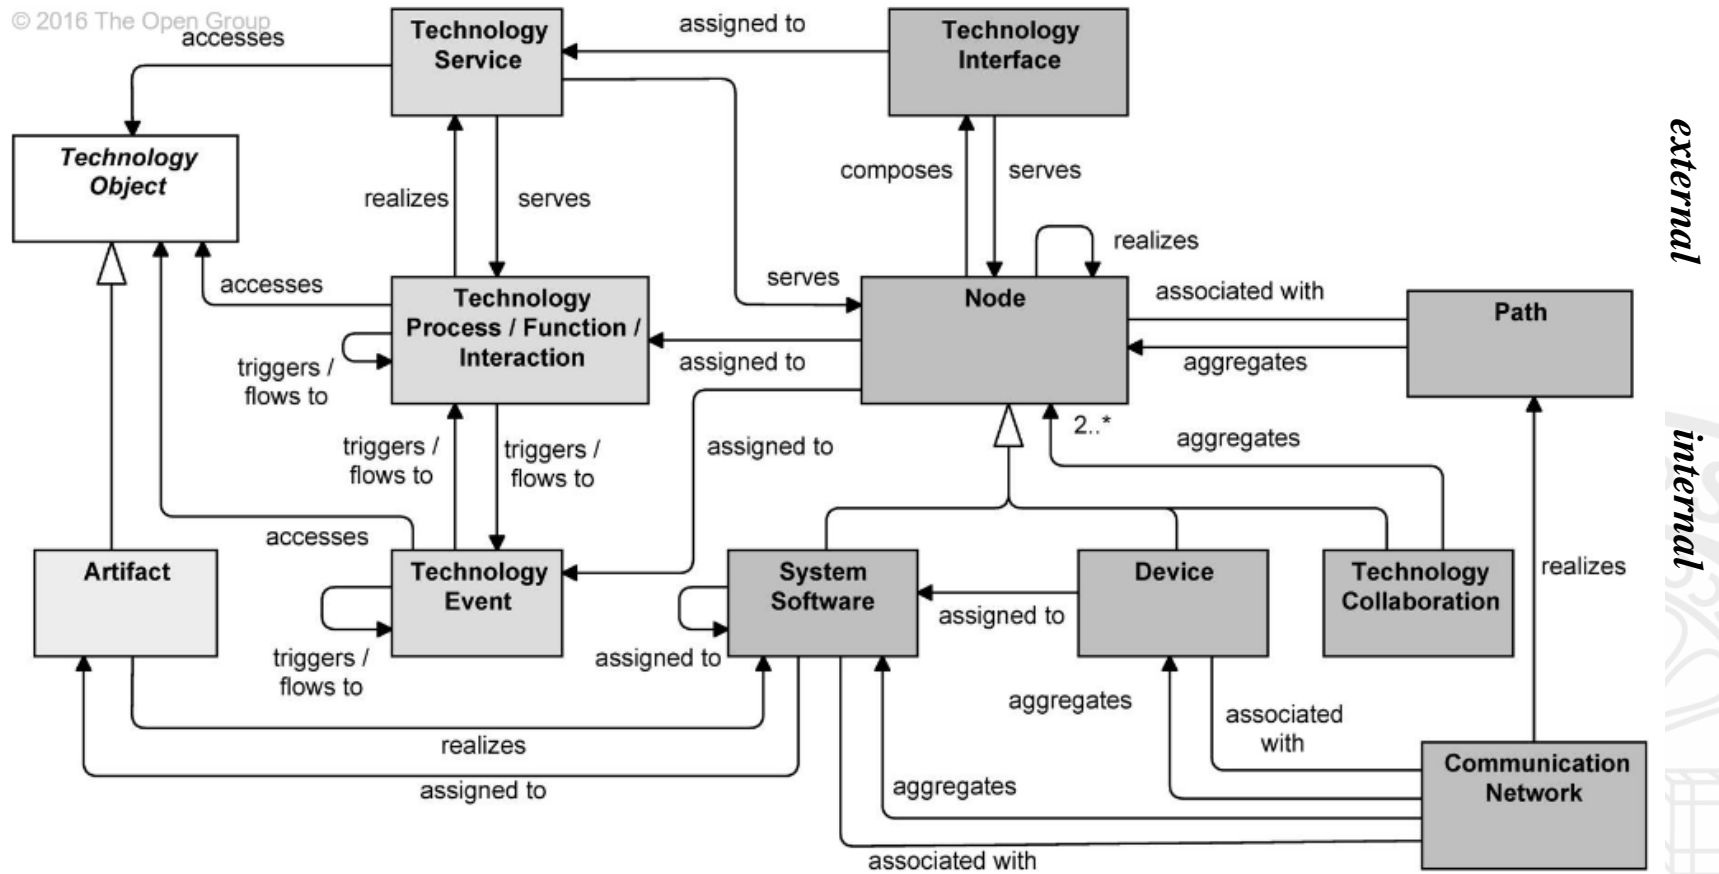 © 2016 The Open Group
accesses
Technology
Service
assigned to
Technology
Interface
external
Technology
Object
realizes
serves
composes
serves
realizes
accesses
Technology
Process / Function /
Interaction
serves
Node
associated with
Path
triggers /
flows to
assigned to
aggregates
2..*
triggers /
flows to
triggers /
flows to
assigned to
aggregates
internal
accesses
Artifact
Technology
Event
System
Software
Device
Technology
Collaboration
realizes
assigned to
triggers /
flows to
assigned to
aggregates
associated
with
realizes
Communication
Network
assigned to
aggregates
associated with